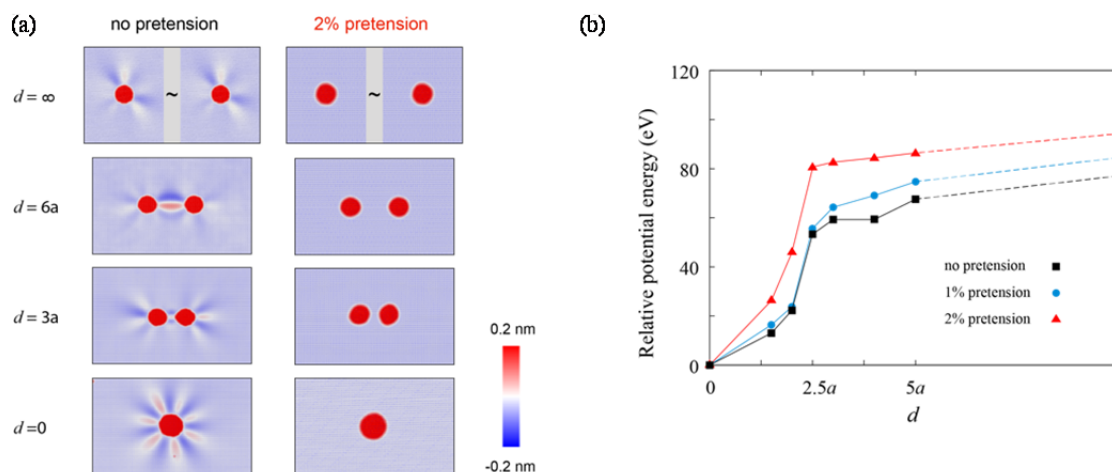 (a)
no pretension
2% pretension
d = ∞
~
~
d = 6a
d = 3a
d = 0
0.2 nm
-0.2 nm
(b)
Relative potential energy (eV)
120
80
40
0
0
2.5a
5a
d
no pretension
1% pretension
2% pretension